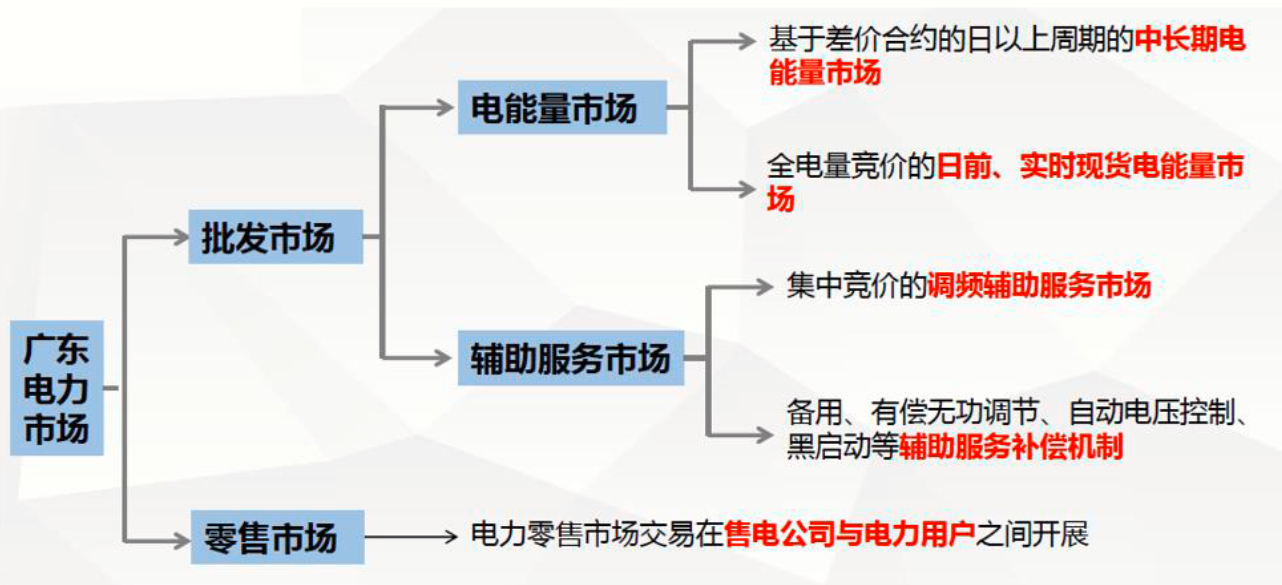 基于差价合约的日以上周期的中长期电
能量市场
电能量市场
全电量竞价的日前、实时现货电能量市
场
批发市场
集中竞价的调频辅助服务市场
广东
电力
市场
辅助服务市场
备用、有偿无功调节、自动电压控制、
黑启动等辅助服务补偿机制
零售市场
电力零售市场交易在售电公司与电力用户之间开展